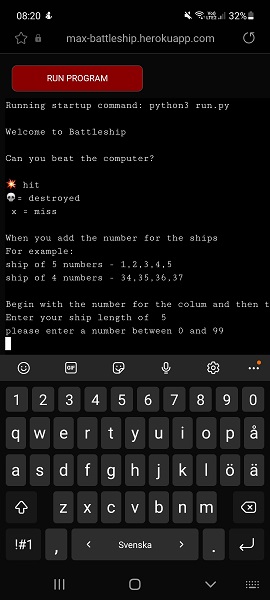 08:20
32%
max-battleship.herokuapp.com
RUN PROGRAM
Running startup command: python3 run.py
Welcome to Battleship
Can you beat the computer?
💥 hit
💀= destroyed
x = miss
When you add the number for the ships
For example:
ship of 5 numbers - 1,2,3,4,5
ship of 4 numbers - 34,35,36,37
Begin with the number for the colum and then t
Enter your ship length of  5
please enter a number between 0 and 99
GIF
1 2 3 4 5 6 7 8 9 0
q w e r t y u i o p å
a s d f g h j k l ö ä
z x c v b n m
!#1 , < Svenska > .